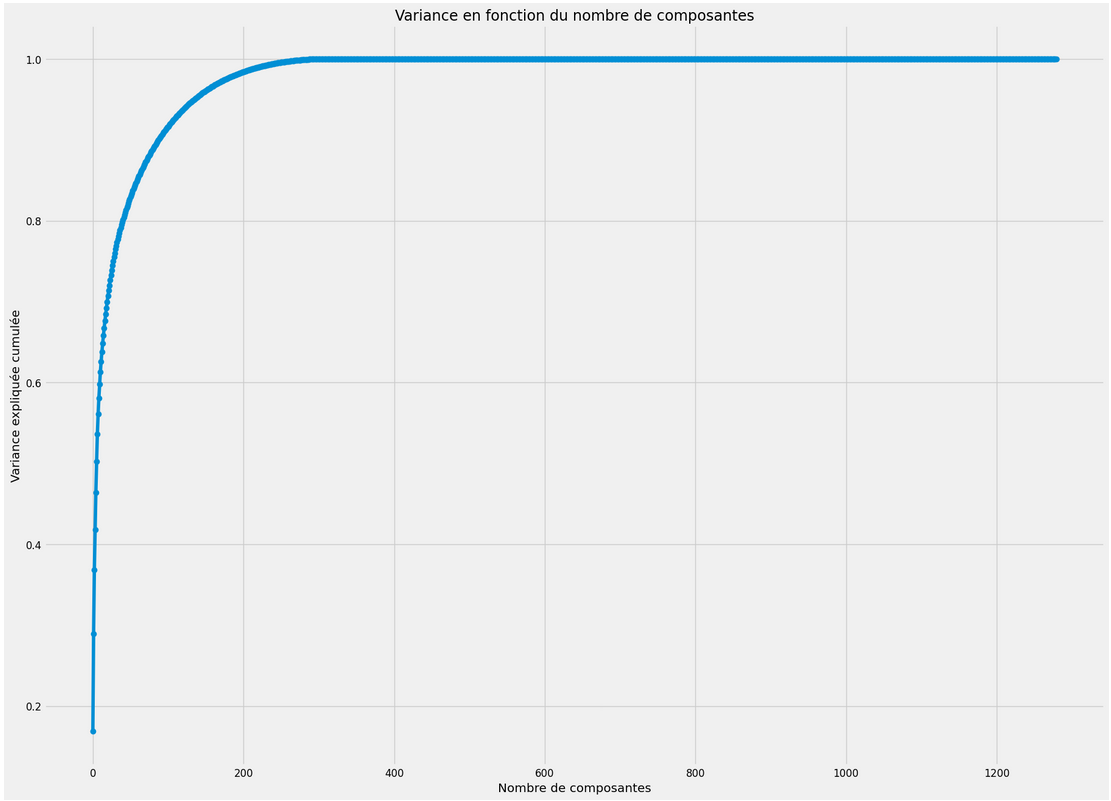 Variance en fonction du nombre de composantes
1.0
0.8
0.6
0.4
0.2
Variance expliquée cumulée
0 200 400 600 800 1000 1200
Nombre de composantes